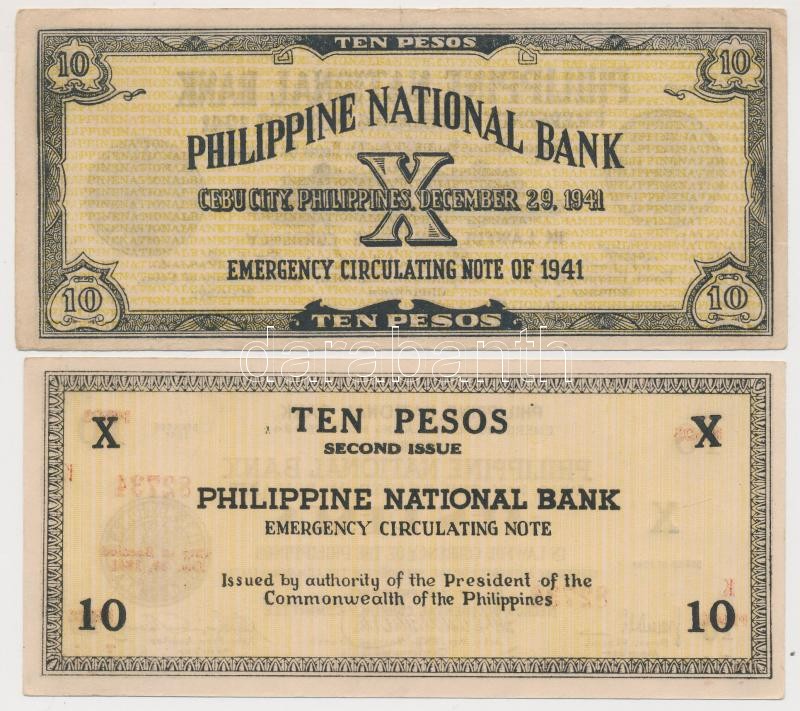 TEN PESOS
10 10
PHILIPPINE NATIONAL BANK
X
CEBU CITY, PHILIPPINES, DECEMBER 29, 1941
EMERGENCY CIRCULATING NOTE OF 1941
10 10
TEN PESOS
darabanth
X TEN PESOS X
SECOND ISSUE
PHILIPPINE NATIONAL BANK
EMERGENCY CIRCULATING NOTE
Issued by authority of the President of the
Commonwealth of the Philippines
10 10